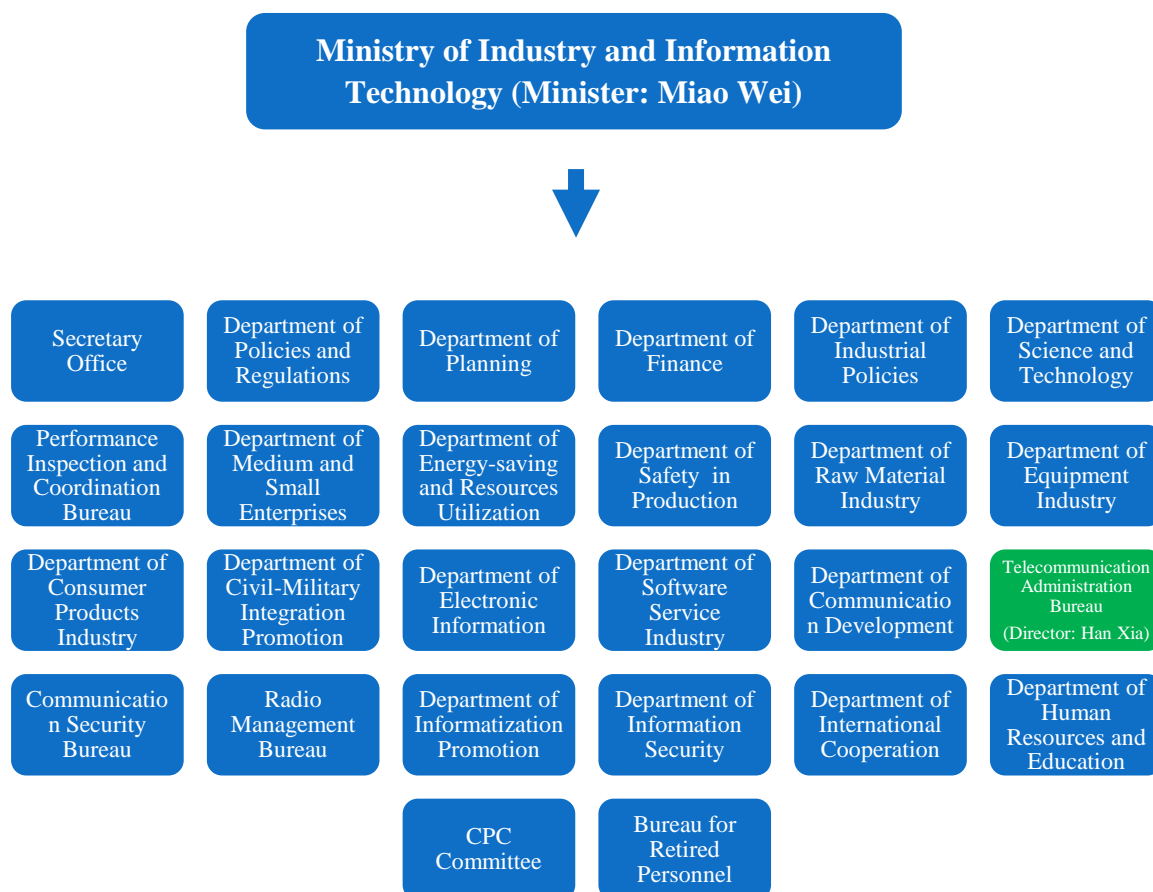 Ministry of Industry and Information
Technology (Minister: Miao Wei)
Secretary
Office
Department of
Policies and
Regulations
Department of
Planning
Department of
Finance
Department of
Industrial
Policies
Department of
Science and
Technology
Performance
Inspection and
Coordination
Bureau
Department of
Medium and
Small
Enterprises
Department of
Energy-saving
and Resources
Utilization
Department of
Safety in
Production
Department of
Raw Material
Industry
Department of
Equipment
Industry
Department of
Consumer
Products
Industry
Department of
Civil-Military
Integration
Promotion
Department of
Electronic
Information
Department of
Software
Service
Industry
Department of
Communicatio
n Development
Telecommunication
Administration
Bureau
(Director: Han Xia)
Communicatio
n Security
Bureau
Radio
Management
Bureau
Department of
Informatization
Promotion
Department of
Information
Security
Department of
International
Cooperation
Department of
Human
Resources and
Education
CPC
Committee
Bureau for
Retired
Personnel